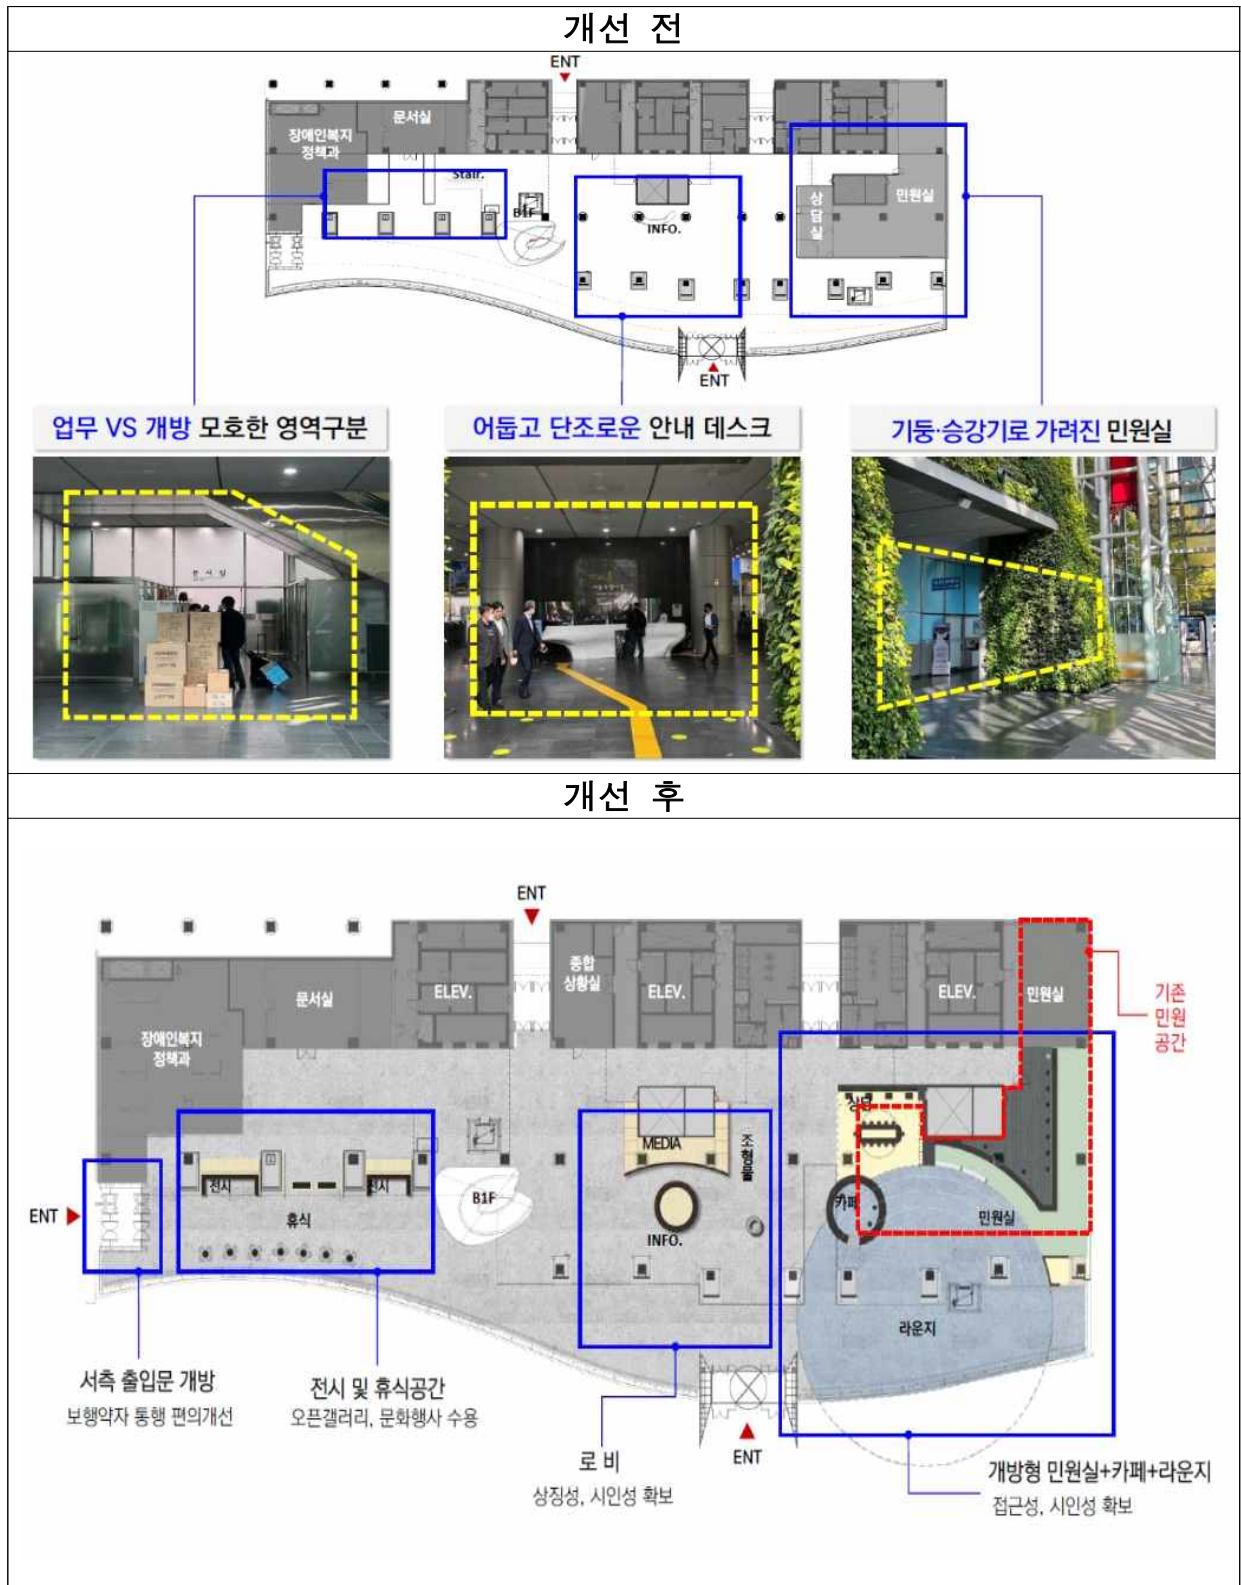 개선 전
ENT
문서실
장애인복지
정책과
Stair.
B1F
INFO.
상
담
실
민원실
ENT
업무 VS 개방 모호한 영역구분
어둡고 단조로운 안내 데스크
기둥·승강기로 가려진 민원실
문 서 실
개선 후
ENT
종합
상황실
문서실
ELEV.
ELEV.
ELEV.
민원실
기존
민원
공간
장애인복지
정책과
상담
MEDIA
조형물
전시
전시
B1F
카페
ENT
휴식
INFO.
민원실
라운지
서측 출입문 개방
보행약자 통행 편의개선
전시 및 휴식공간
오픈갤러리, 문화행사 수용
로 비
상징성, 시인성 확보
ENT
개방형 민원실+카페+라운지
접근성, 시인성 확보